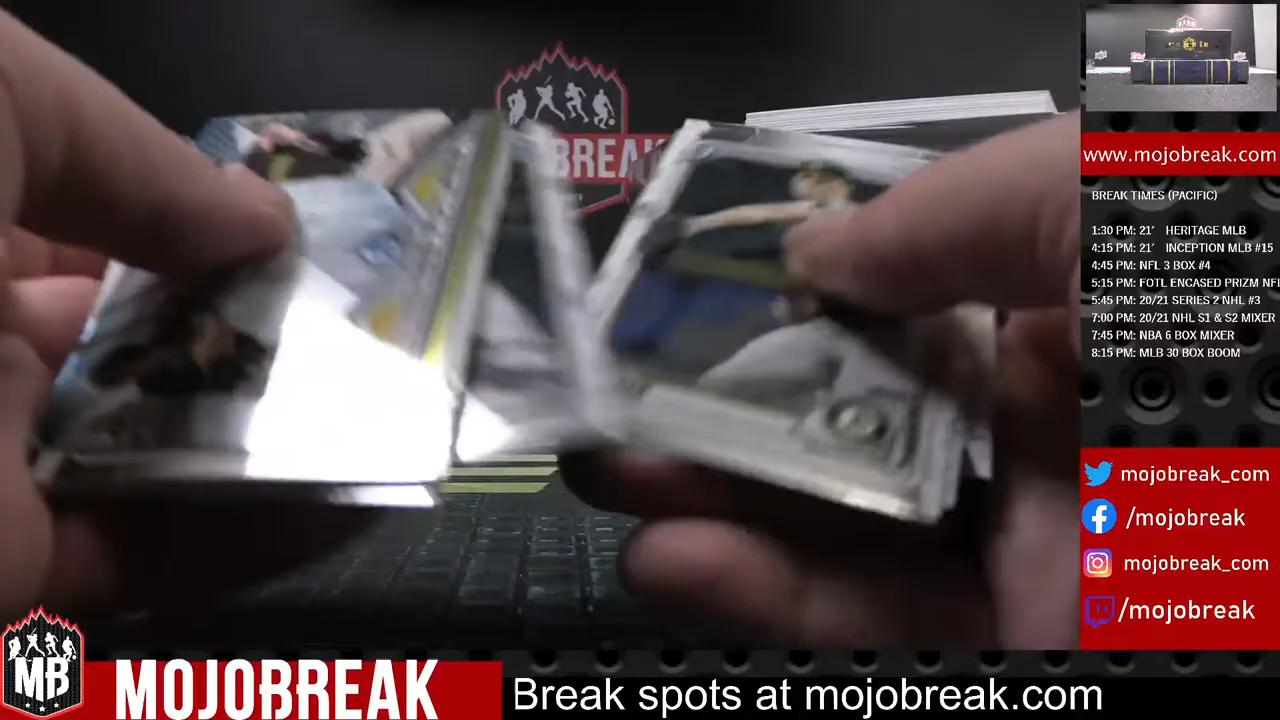 BREAK
www.mojobreak.com
BREAK TIMES (PACIFIC)
1:30 PM: 21′ HERITAGE MLB
4:15 PM: 21′ INCEPTION MLB #15
4:45 PM: NFL 3 BOX #4
5:15 PM: FOTL ENCASED PRIZM NFL
5:45 PM: 20/21 SERIES 2 NHL #3
7:00 PM: 20/21 NHL S1 & S2 MIXER
7:45 PM: NBA 6 BOX MIXER
8:15 PM: MLB 30 BOX BOOM
mojobreak_com
/mojobreak
mojobreak_com
/mojobreak
MB
MOJOBREAK
Break spots at mojobreak.com